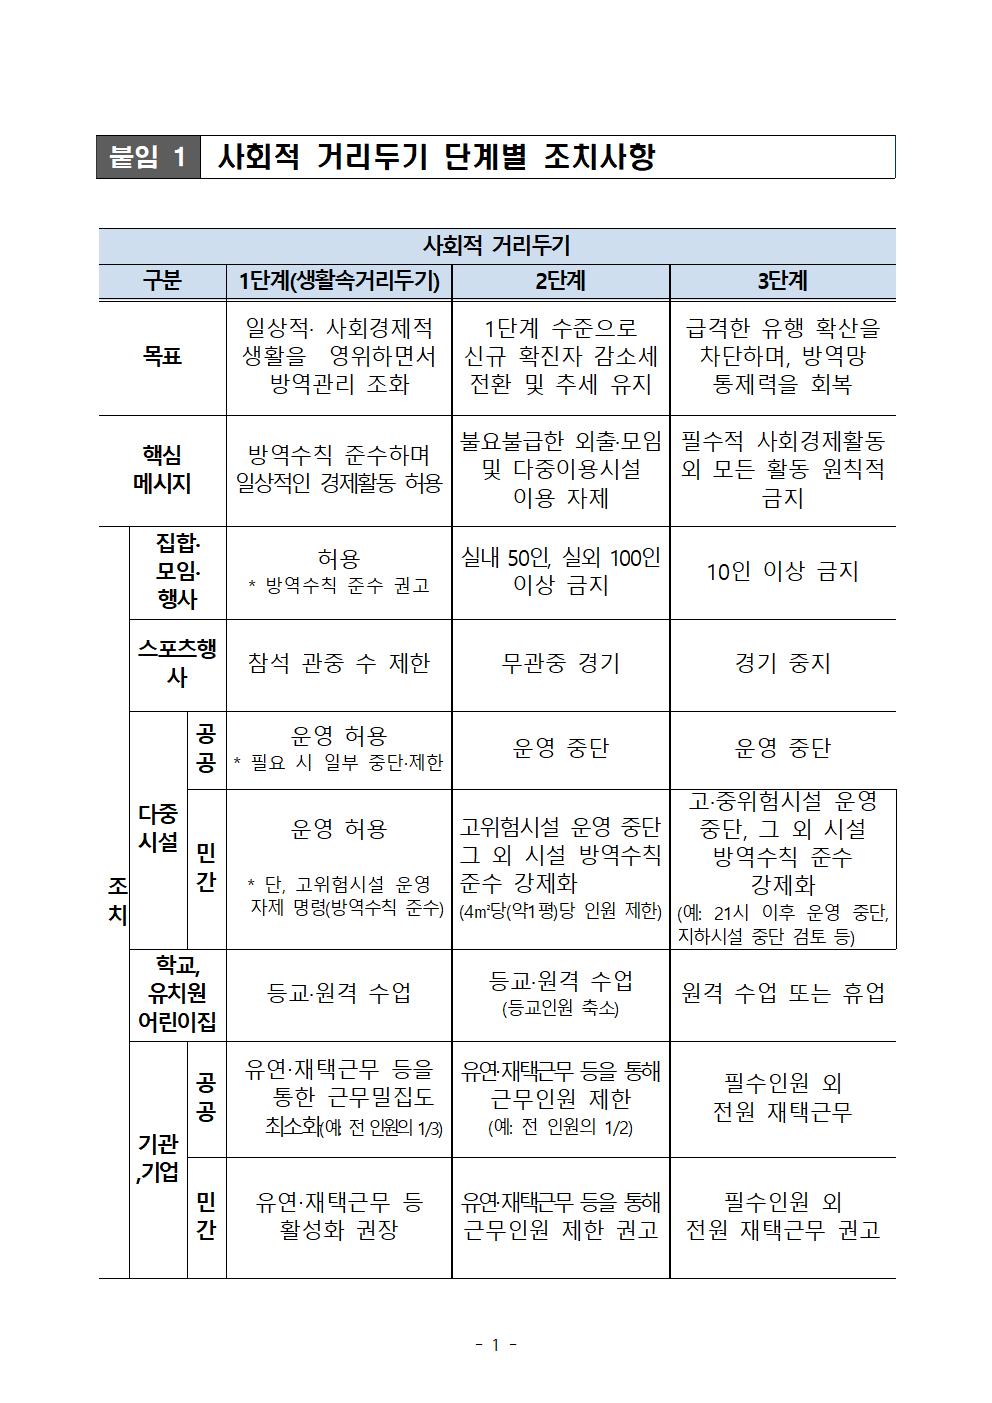 붙임 1 사회적 거리두기 단계별 조치사항
사회적 거리두기
구분 1단계(생활속거리두기) 2단계 3단계
목표
일상적· 사회경제적
생활을 영위하면서
방역관리 조화
1단계 수준으로
신규 확진자 감소세
전환 및 추세 유지
급격한 유행 확산을
차단하며, 방역망
통제력을 회복
핵심
메시지
방역수칙 준수하며
일상적인 경제활동 허용
불요불급한 외출·모임
및 다중이용시설
이용 자제
필수적 사회경제활동
외 모든 활동 원칙적
금지
조
치
집합·
모임·
행사
허용
* 방역수칙 준수 권고
실내 50인, 실외 100인
이상 금지
10인 이상 금지
스포츠행
사
참석 관중 수 제한
무관중 경기
경기 중지
다중
시설
공
공
운영 허용
* 필요 시 일부 중단·제한
운영 중단
운영 중단
민
간
운영 허용
* 단, 고위험시설 운영
자제 명령(방역수칙 준수)
고위험시설 운영 중단
그 외 시설 방역수칙
준수 강제화
(4㎡당(약1평)당 인원 제한)
고·중위험시설 운영
중단, 그 외 시설
방역수칙 준수
강제화
(예: 21시 이후 운영 중단,
지하시설 중단 검토 등)
학교,
유치원
어린이집
등교·원격 수업
등교·원격 수업
(등교인원 축소)
원격 수업 또는 휴업
기관
,기업
공
공
유연·재택근무 등을
통한 근무밀집도
최소화(예: 전 인원의 1/3)
유연·재택근무 등을 통해
근무인원 제한
(예: 전 인원의 1/2)
필수인원 외
전원 재택근무
민
간
유연·재택근무 등
활성화 권장
유연·재택근무 등을 통해
근무인원 제한 권고
필수인원 외
전원 재택근무 권고
- 1 -